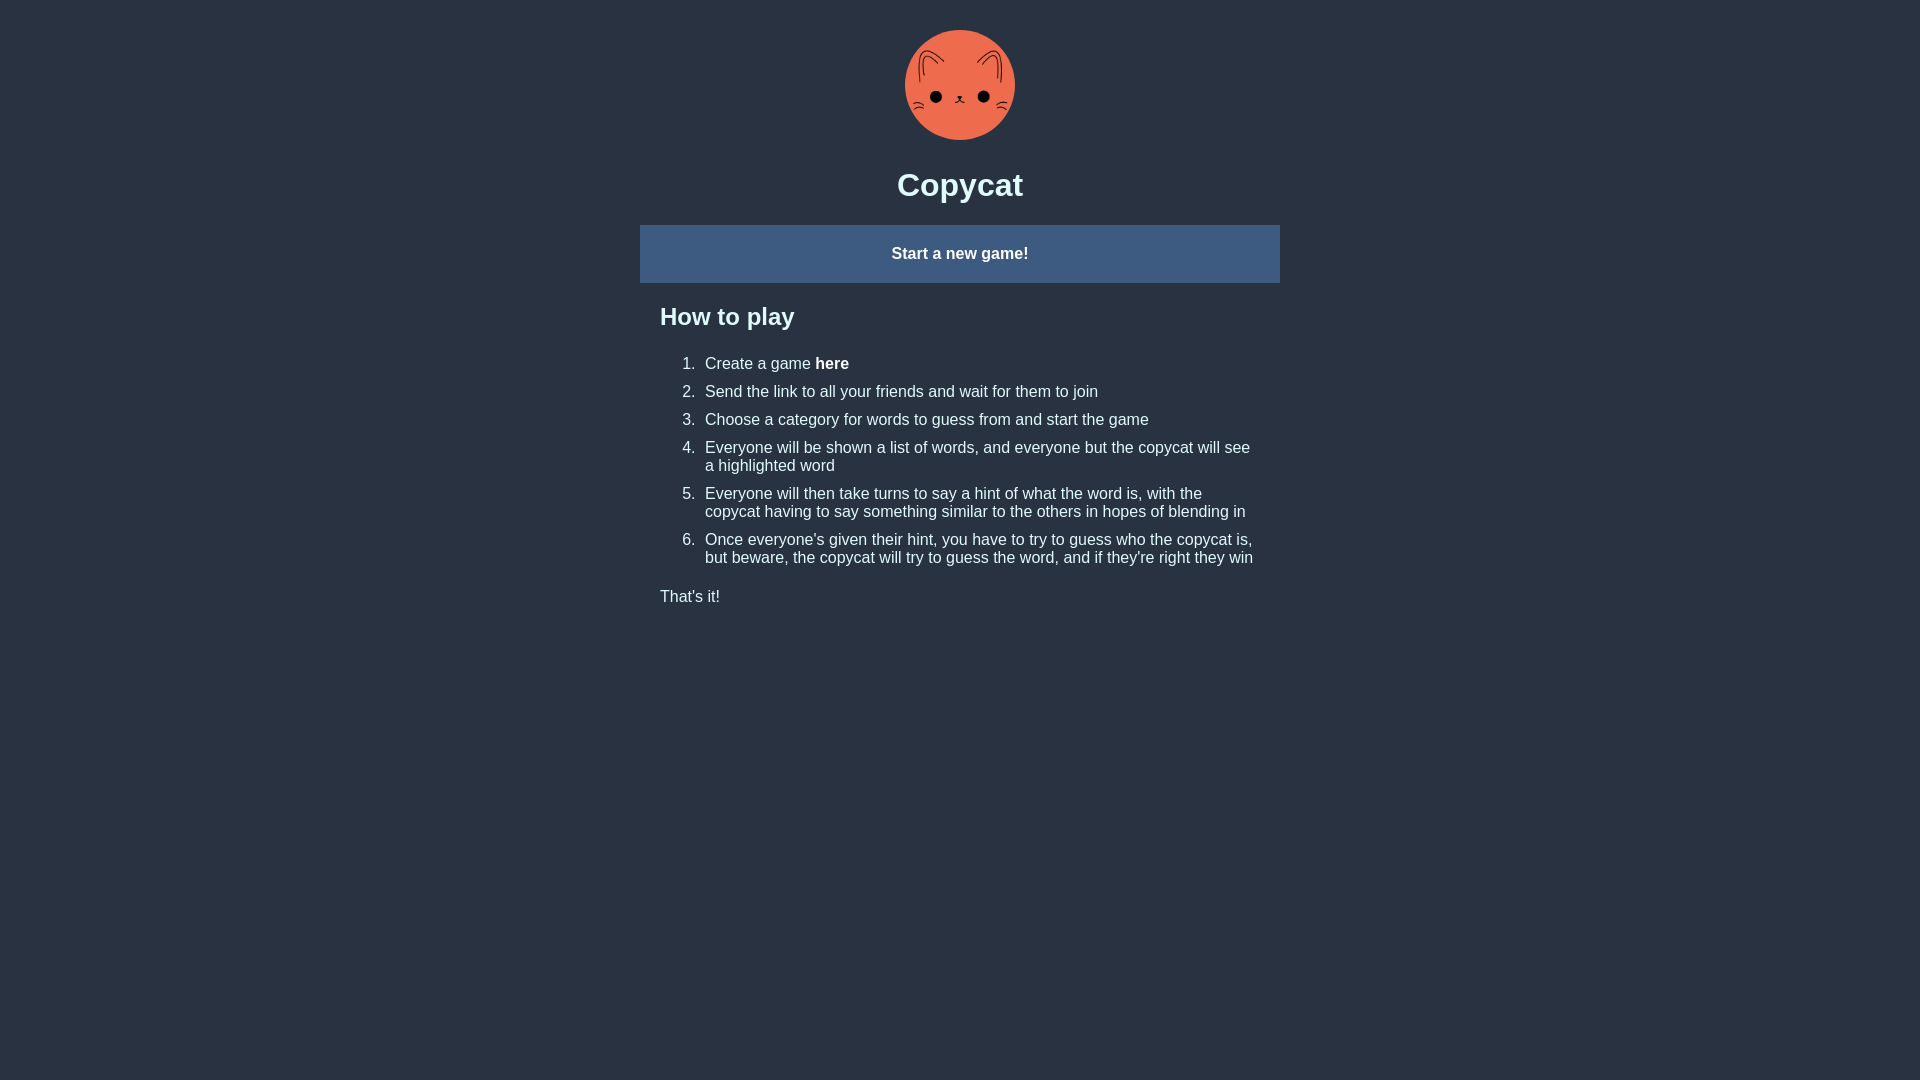 Copycat
Start a new game!
How to play
1. Create a game here
2. Send the link to all your friends and wait for them to join
3. Choose a category for words to guess from and start the game
4. Everyone will be shown a list of words, and everyone but the copycat will see
a highlighted word
5. Everyone will then take turns to say a hint of what the word is, with the
copycat having to say something similar to the others in hopes of blending in
6. Once everyone's given their hint, you have to try to guess who the copycat is,
but beware, the copycat will try to guess the word, and if they're right they win
That's it!